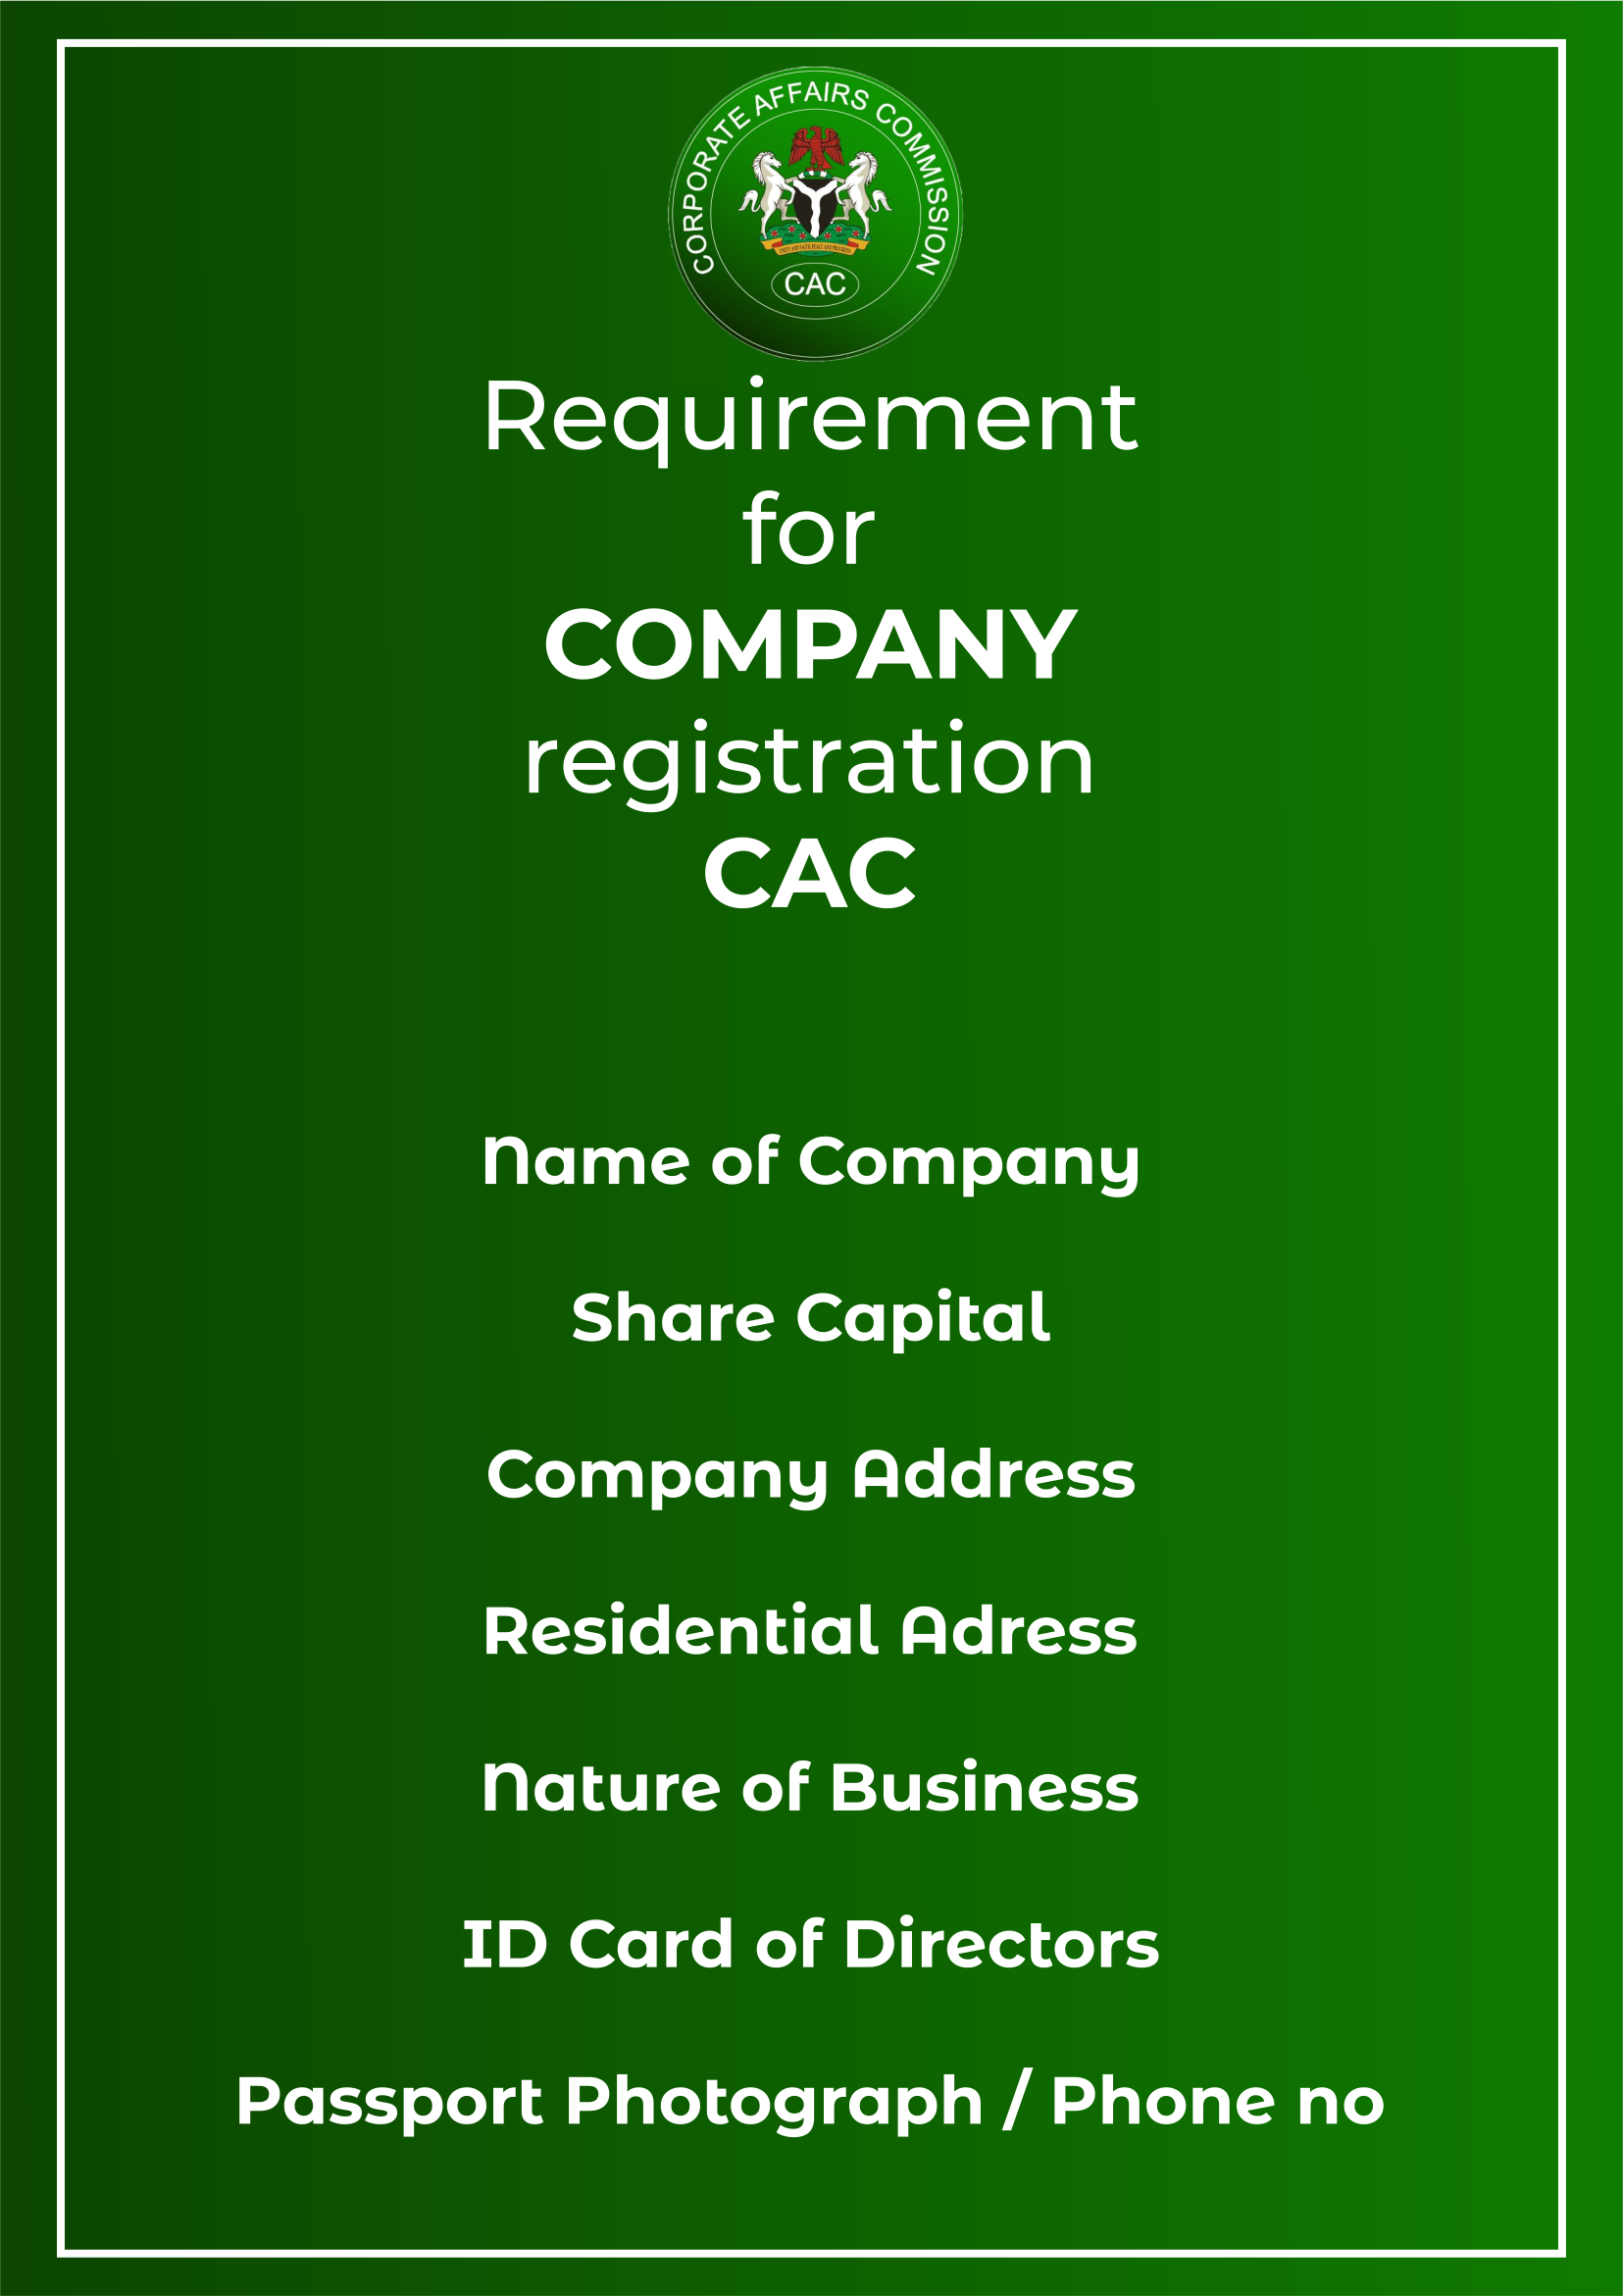 CORPORATE AFFAIRS COMMISSION
CAC
Requirement
for
COMPANY
registration
CAC
Name of Company
Share Capital
Company Address
Residential Adress
Nature of Business
ID Card of Directors
Passport Photograph / Phone no